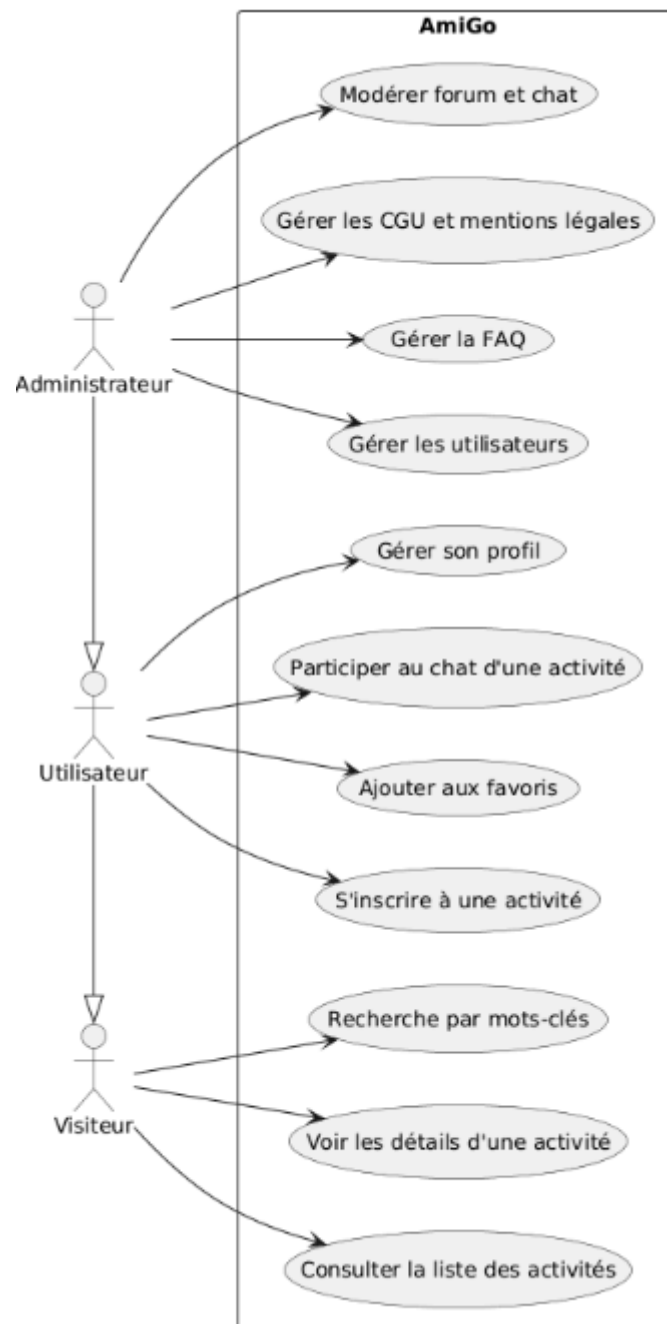 AmiGo
Modérer forum et chat
Gérer les CGU et mentions légales
Gérer la FAQ
Administrateur
Gérer les utilisateurs
Gérer son profil
Participer au chat d'une activité
Utilisateur
Ajouter aux favoris
S'inscrire à une activité
Recherche par mots-clés
Visiteur
Voir les détails d'une activité
Consulter la liste des activités